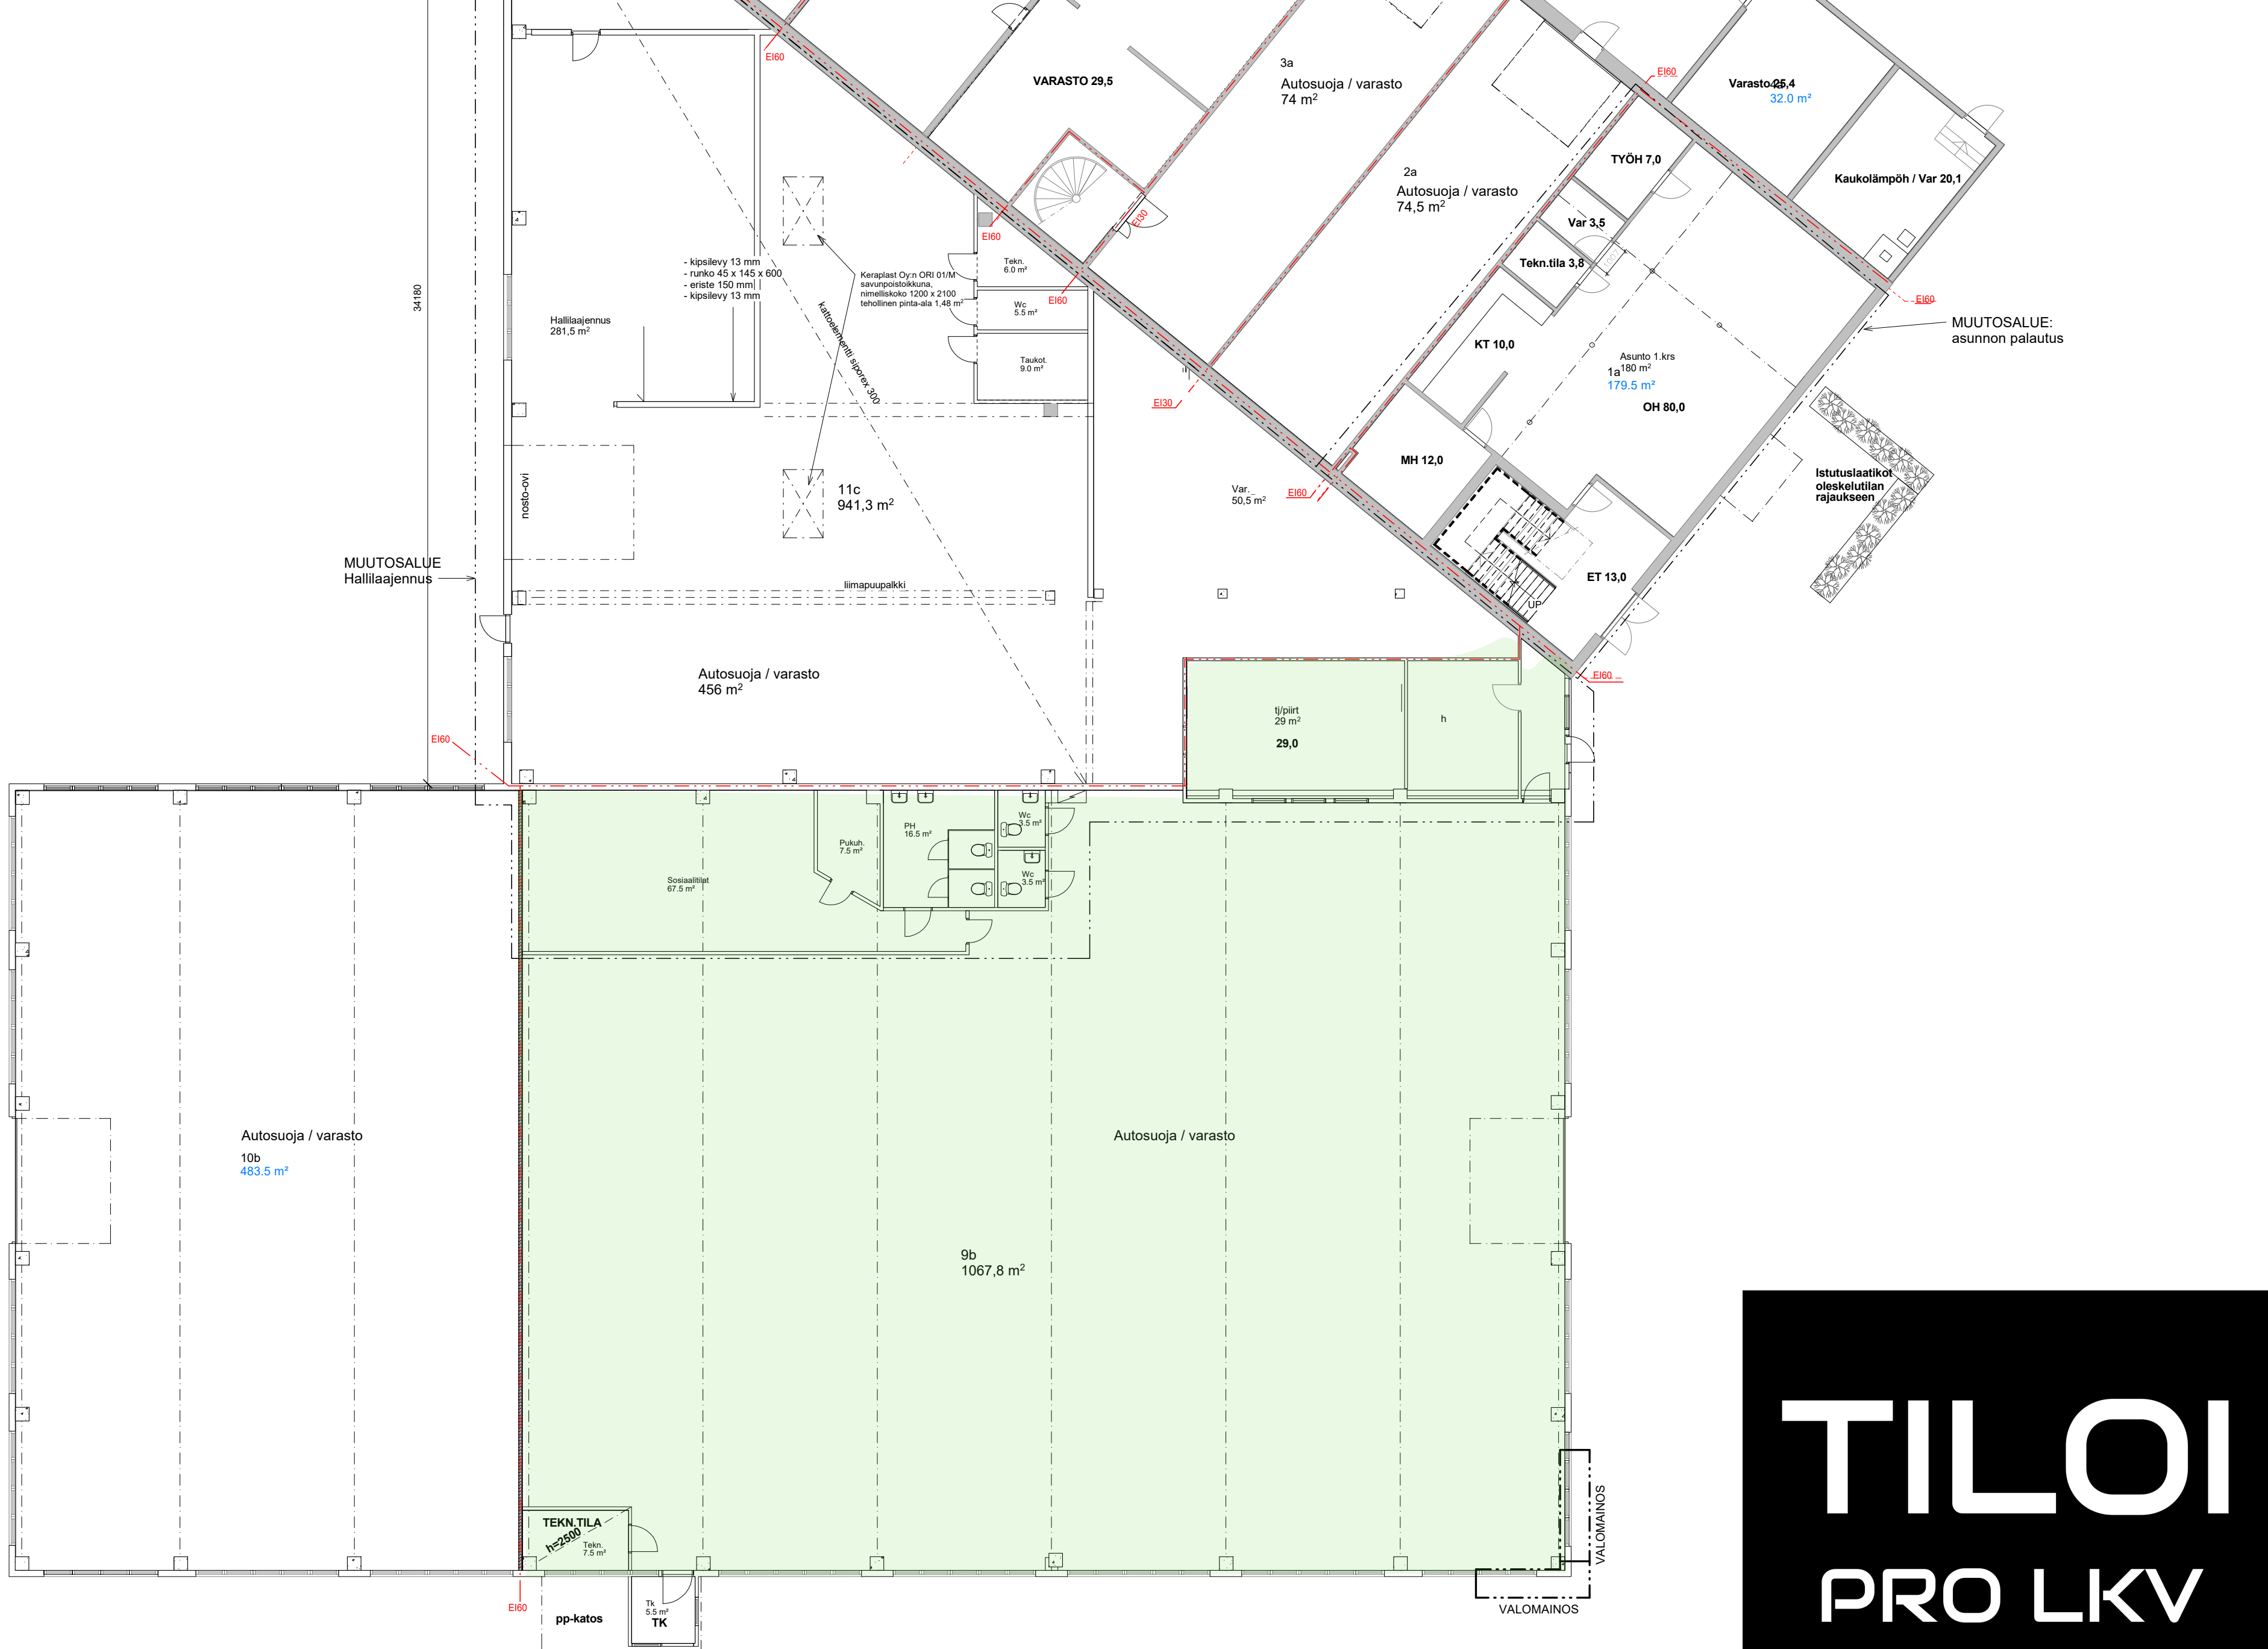 EI60
VARASTO 29,5
3a
Autosuoja / varasto
74 m²
EI60
Varasto 25,4
32.0 m²
TYÖH 7,0
Kaukolämpöh / Var 20,1
2a
Autosuoja / varasto
74,5 m²
Var 3,5
EI30
EI60
Tekn.tila 3,8
Tekn.
6.0 m²
- kipsilevy 13 mm
- runko 45 x 145 x 600
- eriste 150 mm
- kipsilevy 13 mm
Keraplast Oy:n ORI 01/M
savunpoistoikkuna,
nimelliskoko 1200 x 2100
tehollinen pinta-ala 1,48 m²
34180
Wc
5.5 m²
EI60
EI60
Hallilaajennus
281,5 m²
kattoelementti siporex 300
MUUTOSALUE:
asunnon palautus
KT 10,0
Taukot.
9.0 m²
Asunto 1.krs
180 m²
1a
179.5 m²
EI30
OH 80,0
MH 12,0
Istutuslaatikot
oleskelutilan
rajaukseen
nosto-ovi
11c
941,3 m²
Var.
50,5 m²
EI60
MUUTOSALUE
Hallilaajennus
liimapuupalkki
ET 13,0
UP
Autosuoja / varasto
456 m²
EI60
tj/piirt
29 m²
29,0
h
EI60
PH
16.5 m²
Wc
3.5 m²
Pukuh.
7.5 m²
Sosiaalitilat
67.5 m²
Wc
3.5 m²
Autosuoja / varasto
10b
483.5 m²
Autosuoja / varasto
9b
1067,8 m²
TEKN.TILA
h=2500
Tekn.
7.5 m²
VALOMAINOS
VALOMAINOS
EI60
pp-katos
Tk
5.5 m²
TK
TILOI
PRO LKV